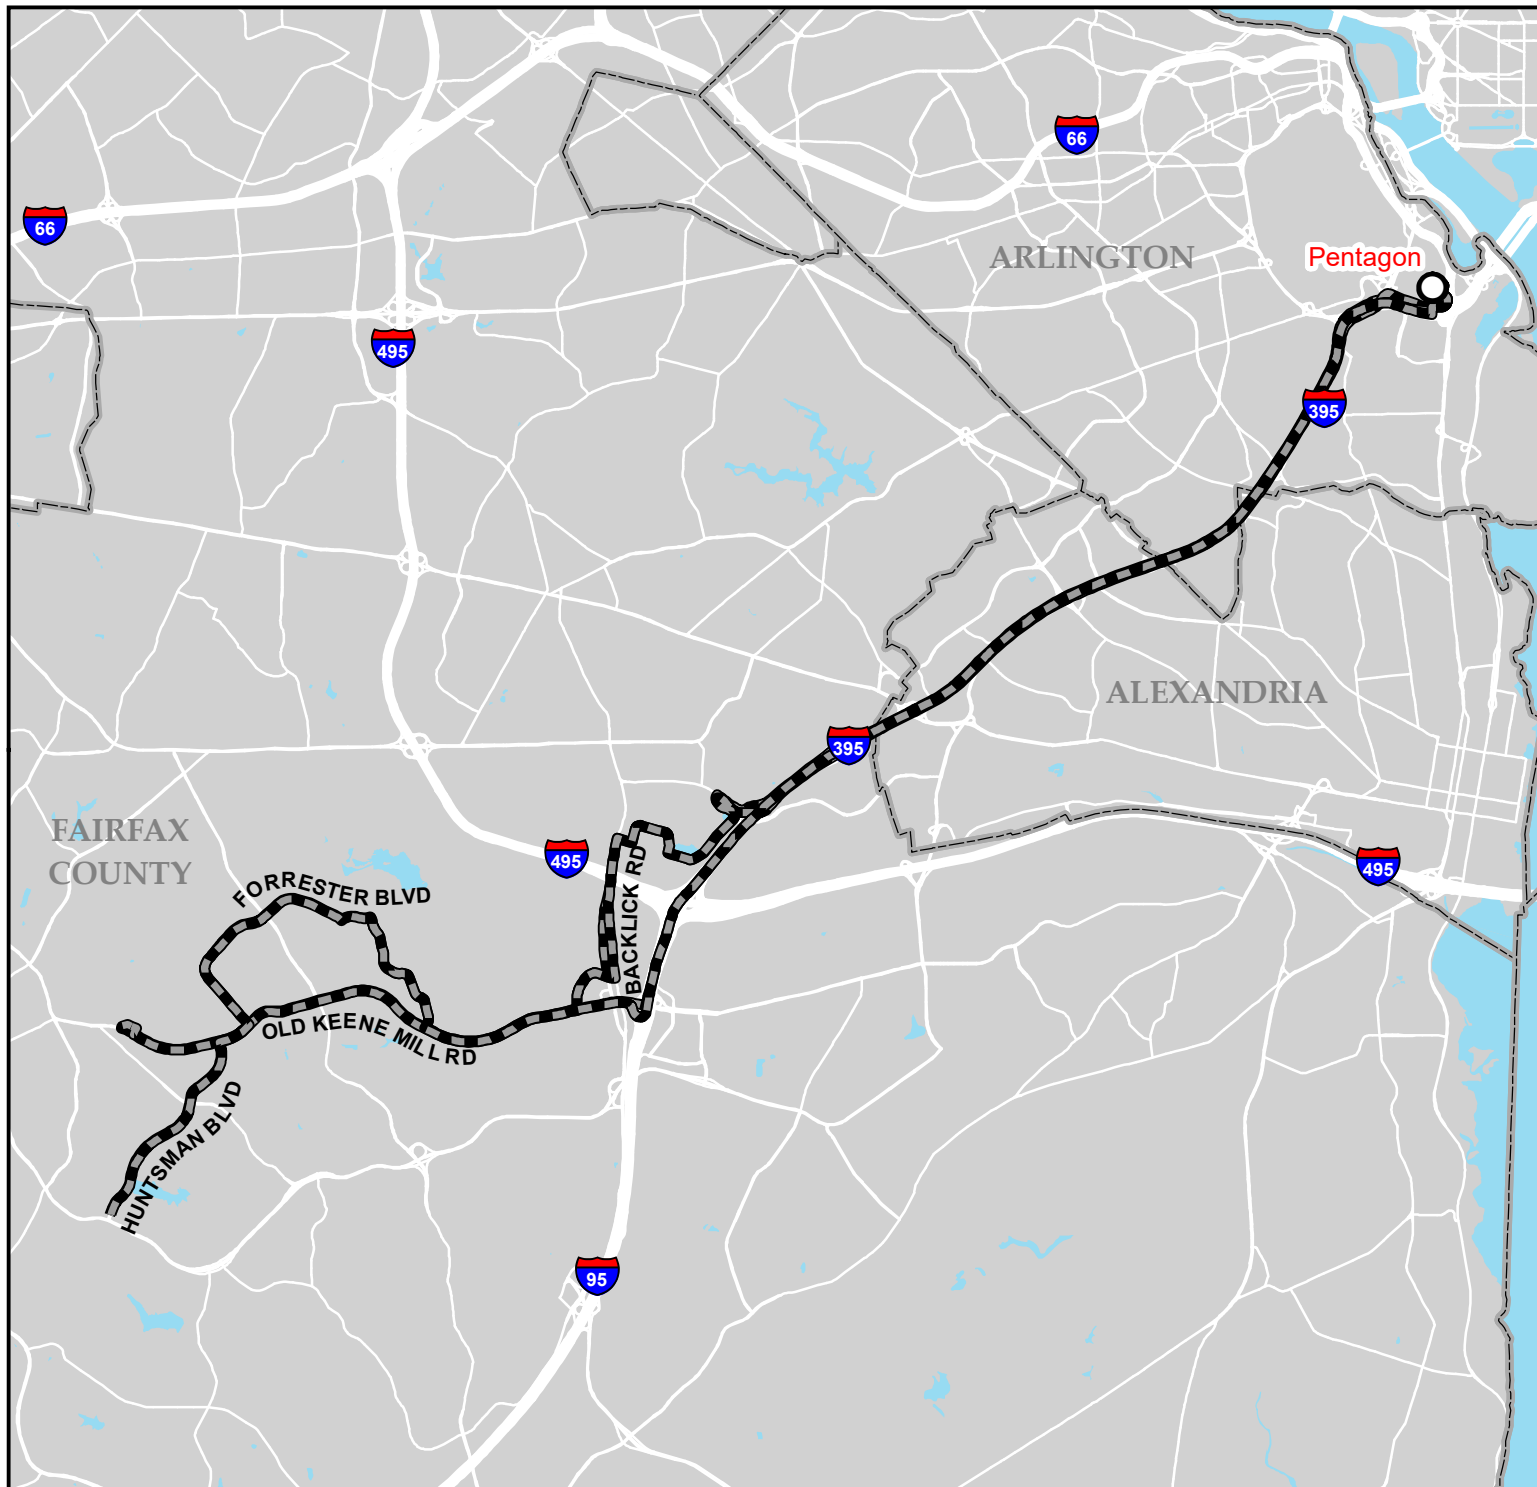 66
66
ARLINGTON
Pentagon
495
395
ALEXANDRIA
395
FAIRFAX
COUNTY
495
495
BACKLICK RD
FORRESTER BLVD
OLD KEENE MILL RD
HUNTSMAN BLVD
95